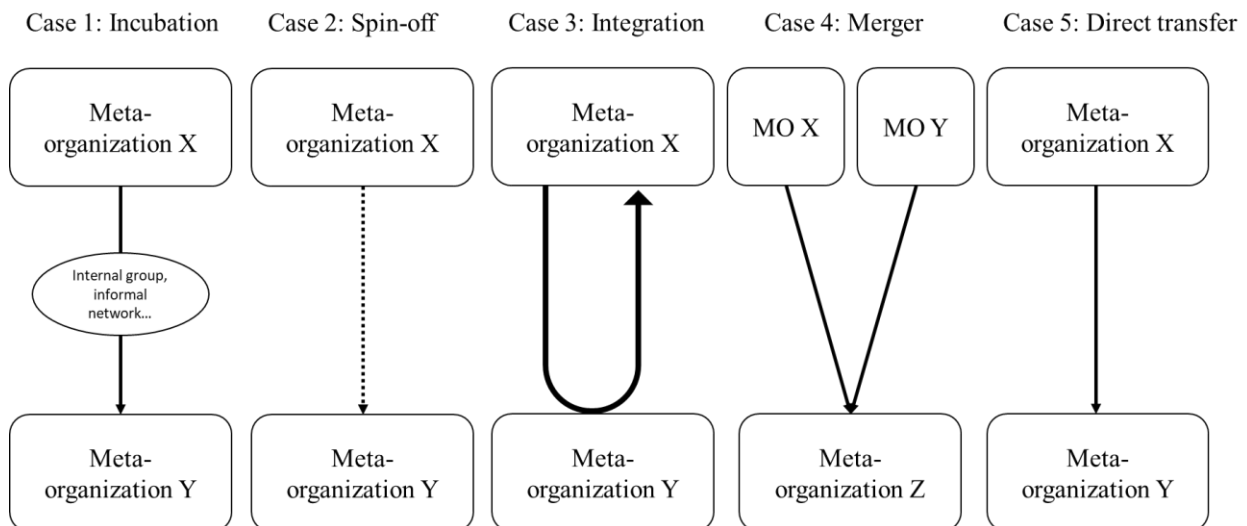 Case 1: Incubation
Case 2: Spin-off
Case 3: Integration
Case 4: Merger
Case 5: Direct transfer
Meta-
organization X
Meta-
organization X
Meta-
organization X
MO X
MO Y
Meta-
organization X
Internal group,
informal
network...
Meta-
organization Y
Meta-
organization Y
Meta-
organization Y
Meta-
organization Z
Meta-
organization Y